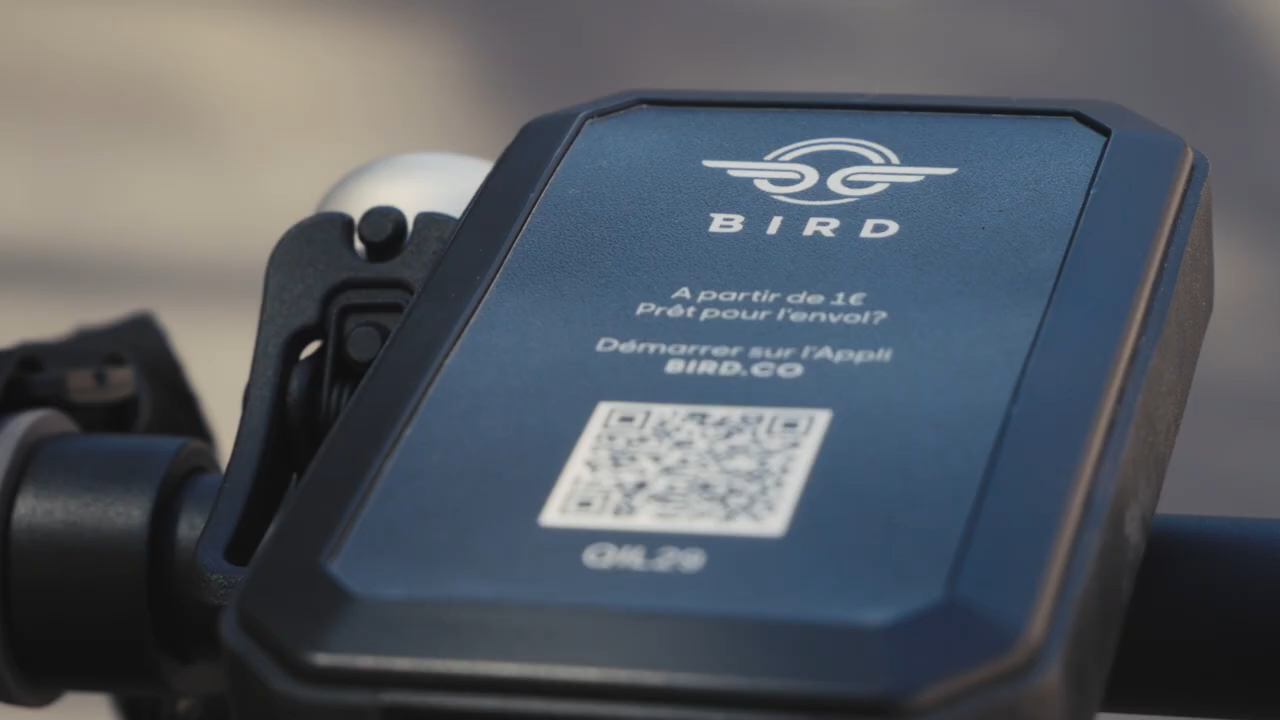 BIRD
A partir de 1€
Prêt pour l'envol?
Démarrer sur l'Appli
BIRD.CO